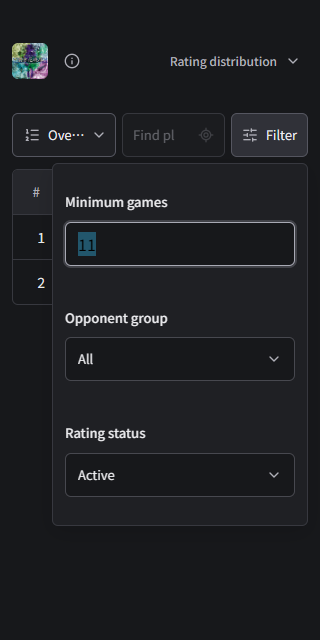 Rating distribution
Ove···
Find pl
Filter
#
Minimum games
1
11
2
Opponent group
All
Rating status
Active